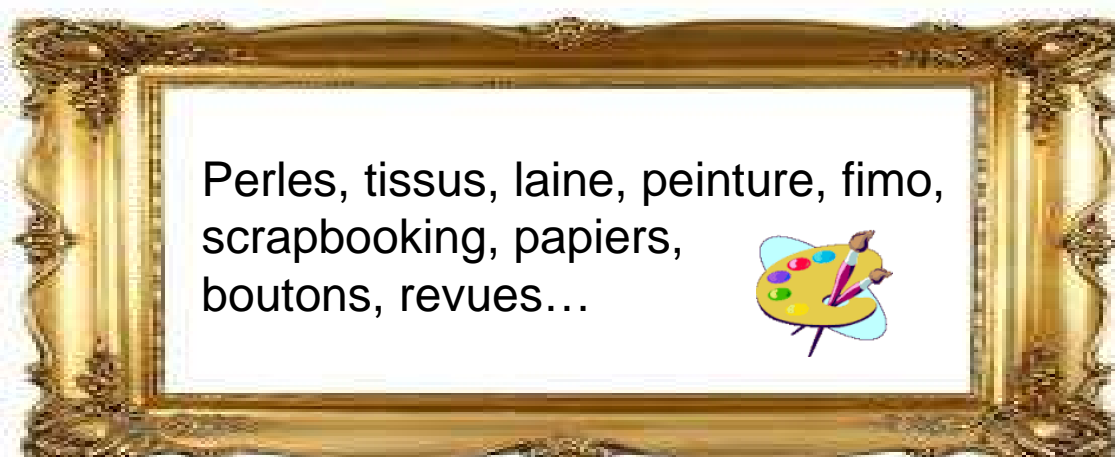 Perles, tissus, laine, peinture, fimo,
scrapbooking, papiers,
boutons, revues…